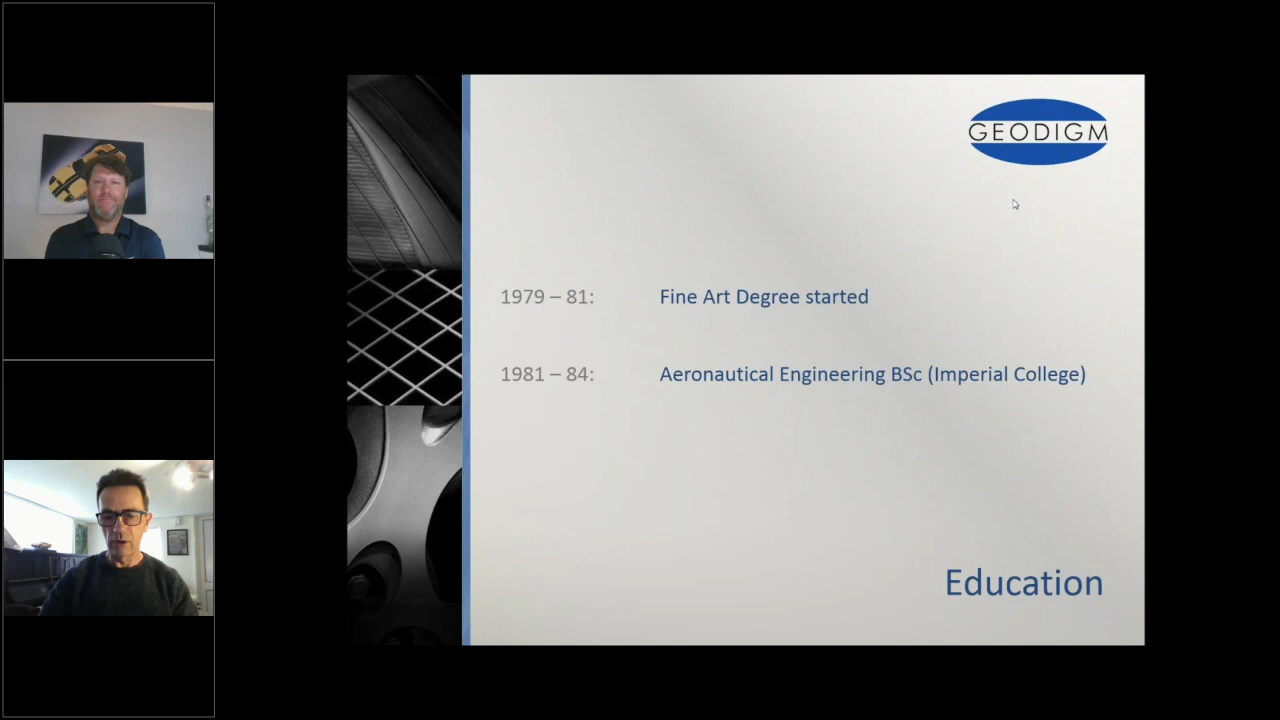 GEODIGM
1979 – 81: Fine Art Degree started
1981 – 84: Aeronautical Engineering BSc (Imperial College)
Education